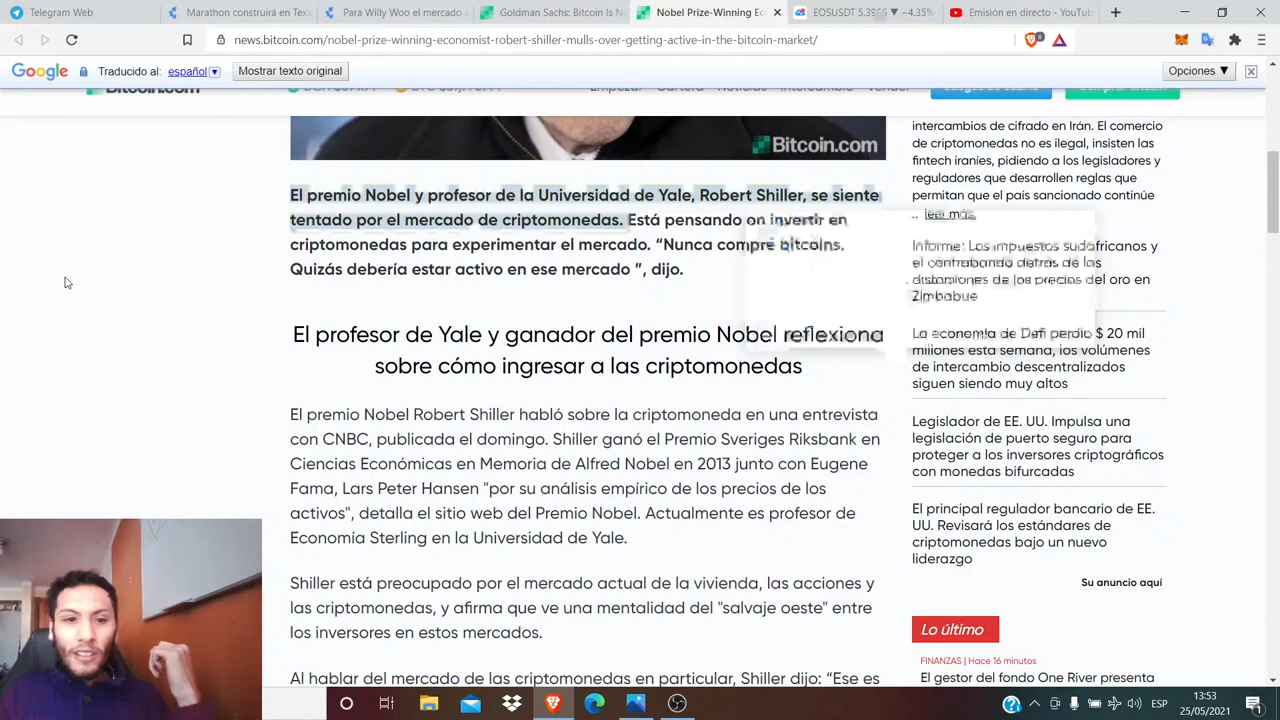 Telegram Web
Marathon construirá en Texa
Para Willy Woo el mercado a
Goldman Sachs: Bitcoin Is No
Nobel Prize-Winning Ec
EOSUSDT 5.3986 ▼ −4.35%
Emisión en directo - YouTube
news.bitcoin.com/nobel-prize-winning-economist-robert-shiller-mulls-over-getting-active-in-the-bitcoin-market/
Google Traducido al: español Mostrar texto original Opciones ▼
Bitcoin.com
Bitcoin.com
El premio Nobel y profesor de la Universidad de Yale, Robert Shiller, se siente
tentado por el mercado de criptomonedas. Está pensando en invertir en
criptomonedas para experimentar el mercado. “Nunca compré bitcoins.
Quizás debería estar activo en ese mercado ”, dijo.
El profesor de Yale y ganador del premio Nobel reflexiona
sobre cómo ingresar a las criptomonedas
El premio Nobel Robert Shiller habló sobre la criptomoneda en una entrevista
con CNBC, publicada el domingo. Shiller ganó el Premio Sveriges Riksbank en
Ciencias Económicas en Memoria de Alfred Nobel en 2013 junto con Eugene
Fama, Lars Peter Hansen "por su análisis empírico de los precios de los
activos", detalla el sitio web del Premio Nobel. Actualmente es profesor de
Economía Sterling en la Universidad de Yale.
Shiller está preocupado por el mercado actual de la vivienda, las acciones y
las criptomonedas, y afirma que ve una mentalidad del "salvaje oeste" entre
los inversores en estos mercados.
Al hablar del mercado de las criptomonedas en particular, Shiller dijo: “Ese es
intercambios de cifrado en Irán. El comercio
de criptomonedas no es ilegal, insisten las
fintech iraníes, pidiendo a los legisladores y
reguladores que desarrollen reglas que
permitan que el país sancionado continúe
.. leer más.
Informe: Los impuestos sudafricanos y
el contrabando detrás de las
de los precios del oro en
Zimbabue
La economía de Defi perdió $ 20 mil
millones esta semana, los volúmenes
de intercambio descentralizados
siguen siendo muy altos
Legislador de EE. UU. Impulsa una
legislación de puerto seguro para
proteger a los inversores criptográficos
con monedas bifurcadas
El principal regulador bancario de EE.
UU. Revisará los estándares de
criptomonedas bajo un nuevo
liderazgo
Su anuncio aquí
Lo último
FINANZAS | Hace 16 minutos
El gestor del fondo One River presenta
ESP
13:53
25/05/2021